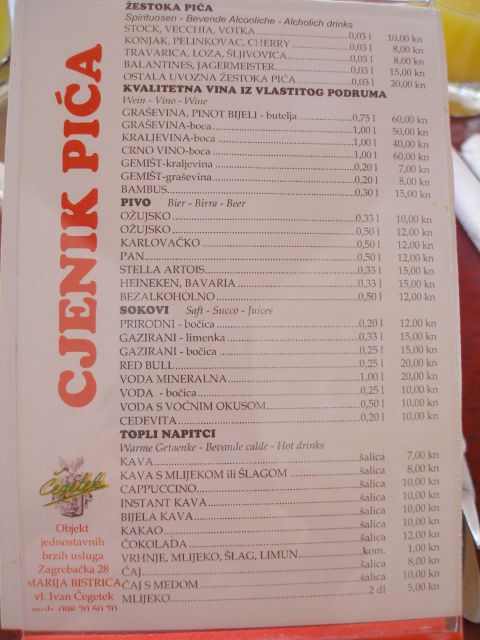 CJENIK PIĆA
ŽESTOKA PIĆA
Spirituosen - Bevende Alcooliche - Alcholich drinks
STOCK, VECCHIA, VOTKA 0,03 l 10,00 kn
KONJAK, PELINKOVAC, CHERRY 0,03 l 8,00 kn
TRAVARICA, LOZA, ŠLJIVOVICA 0,03 l 8,00 kn
BALANTINES, JAGERMEISTER 0,03 l 15,00 kn
OSTALA UVOZNA ŽESTOKA PIĆA 0,03 l 20,00 kn
KVALITETNA VINA IZ VLASTITOG PODRUMA
Wein - Vino - Wine
GRAŠEVINA, PINOT BIJELI - butelja 0,75 l 60,00 kn
GRAŠEVINA-boca 1,00 l 50,00 kn
KRALJEVINA-boca 1,00 l 40,00 kn
CRNO VINO-boca 1,00 l 60,00 kn
GEMIŠT-kraljevina 0,20 l 7,00 kn
GEMIŠT-graševina 0,20 l 8,00 kn
BAMBUS 0,30 l 15,00 kn
PIVO Bier - Birra - Beer
OŽUJSKO 0,33 l 10,00 kn
OŽUJSKO 0,50 l 12,00 kn
KARLOVAČKO 0,50 l 12,00 kn
PAN 0,50 l 12,00 kn
STELLA ARTOIS 0,33 l 15,00 kn
HEINEKEN, BAVARIA 0,33 l 15,00 kn
BEZALKOHOLNO 0,50 l 12,00 kn
SOKOVI Saft - Succo - Juices
PRIRODNI - bočica 0,20 l 12,00 kn
GAZIRANI - limenka 0,33 l 15,00 kn
GAZIRANI - bočica 0,25 l 15,00 kn
RED BULL 0,25 l 20,00 kn
VODA MINERALNA 1,00 l 20,00 kn
VODA - bočica 0,25 l 10,00 kn
VODA S VOĆNIM OKUSOM 0,50 l 12,00 kn
CEDEVITA 0,20 l 10,00 kn
TOPLI NAPITCI
Warme Getaenke - Bevande calde - Hot drinks
KAVA šalica 7,00 kn
KAVA S MLIJEKOM ili ŠLAGOM šalica 8,00 kn
CAPPUCCINO šalica 10,00 kn
INSTANT KAVA šalica 10,00 kn
BIJELA KAVA šalica 10,00 kn
KAKAO šalica 10,00 kn
ČOKOLADA šalica 12,00 kn
VRHNJE, MLIJEKO, ŠLAG, LIMUN kom. 1,00 kn
ČAJ šalica 8,00 kn
ČAJ S MEDOM šalica 10,00 kn
MLIJEKO 2 dl 5,00 kn
Čegetek
Objekt
jednostavnih
brzih usluga
Zagrebačka 28
MARIJA BISTRICA
vl. Ivan Čegetek
mob. 098 20 50 70